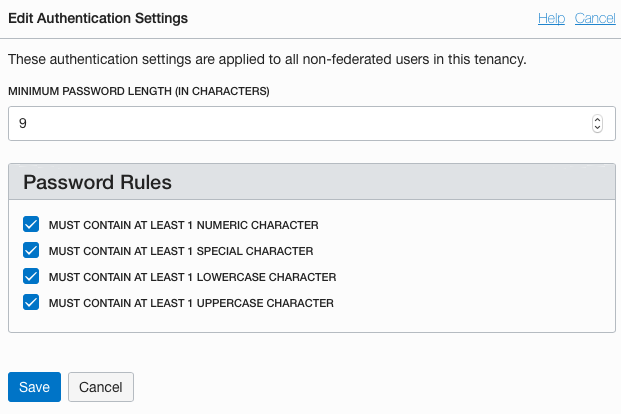 Edit Authentication Settings
Help Cancel
These authentication settings are applied to all non-federated users in this tenancy.
MINIMUM PASSWORD LENGTH (IN CHARACTERS)
9
Password Rules
MUST CONTAIN AT LEAST 1 NUMERIC CHARACTER
MUST CONTAIN AT LEAST 1 SPECIAL CHARACTER
MUST CONTAIN AT LEAST 1 LOWERCASE CHARACTER
MUST CONTAIN AT LEAST 1 UPPERCASE CHARACTER
Save Cancel